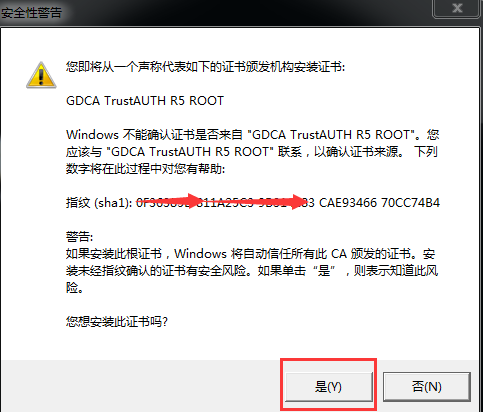 安全性警告
您即将从一个声称代表如下的证书颁发机构安装证书:
GDCA TrustAUTH R5 ROOT
Windows 不能确认证书是否来自 "GDCA TrustAUTH R5 ROOT"。您
应该与 "GDCA TrustAUTH R5 ROOT" 联系，以确认证书来源。 下列
数字将在此过程中对您有帮助:
指纹 (sha1): CAE93466 70CC74B4
警告:
如果安装此根证书，Windows 将自动信任所有此 CA 颁发的证书。安
装未经指纹确认的证书有安全风险。如果单击“是”，则表示知道此风
险。
您想安装此证书吗?
是(Y)
否(N)